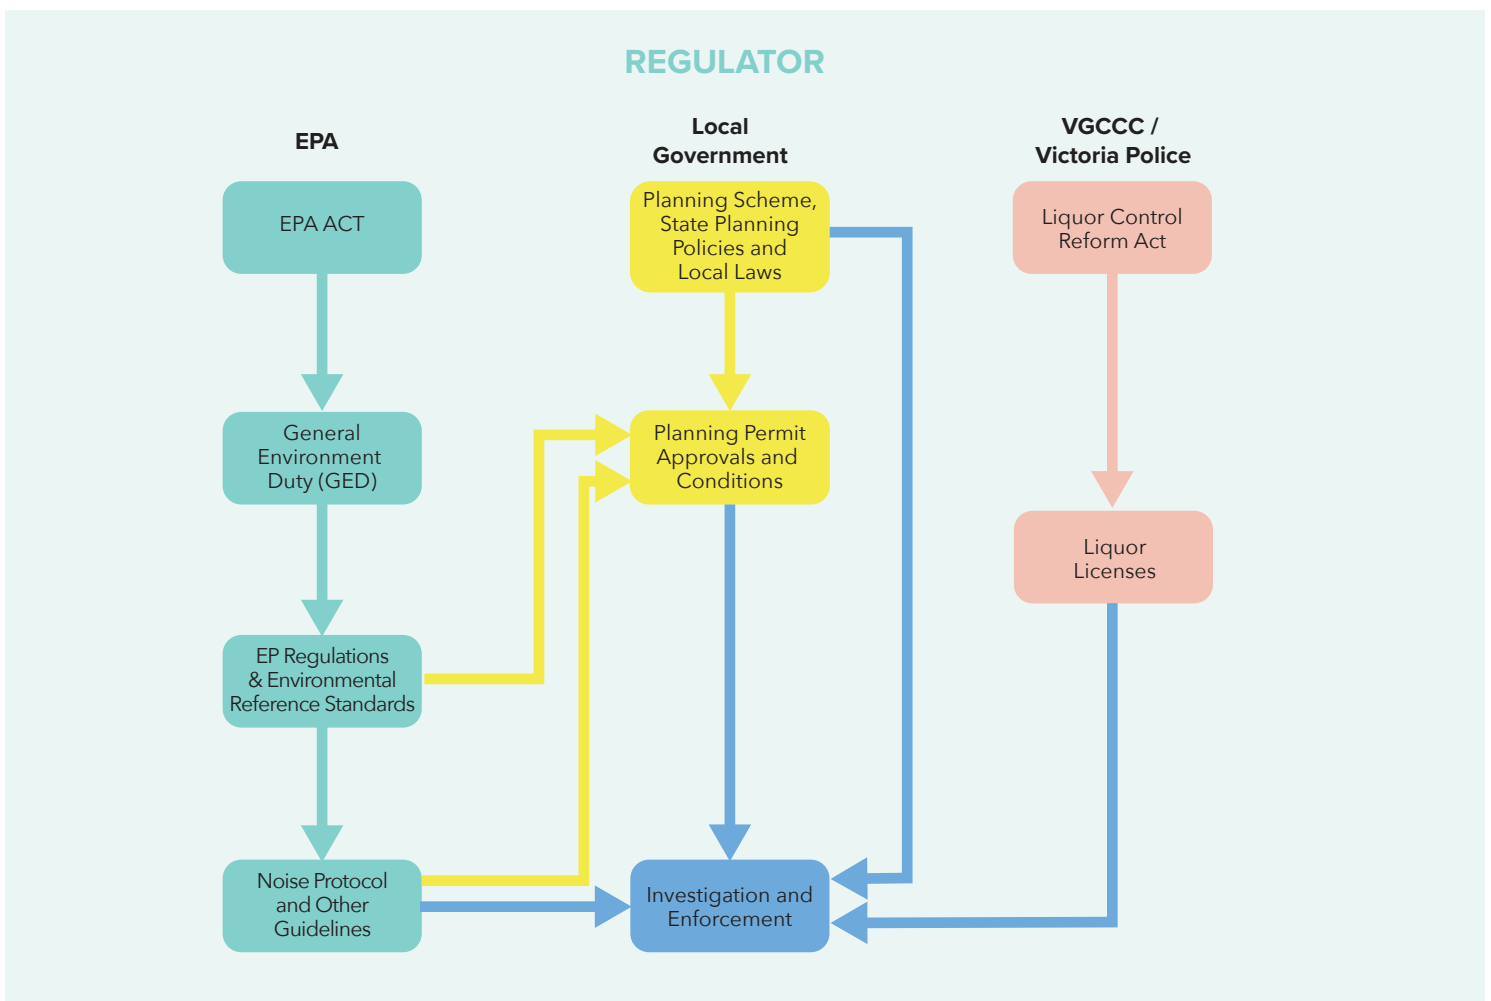 REGULATOR
EPA
Local
Government
VGCCC /
Victoria Police
EPA ACT
Planning Scheme,
State Planning
Policies and
Local Laws
Liquor Control
Reform Act
General
Environment
Duty (GED)
Planning Permit
Approvals and
Conditions
Liquor
Licenses
EP Regulations
& Environmental
Reference Standards
Noise Protocol
and Other
Guidelines
Investigation and
Enforcement